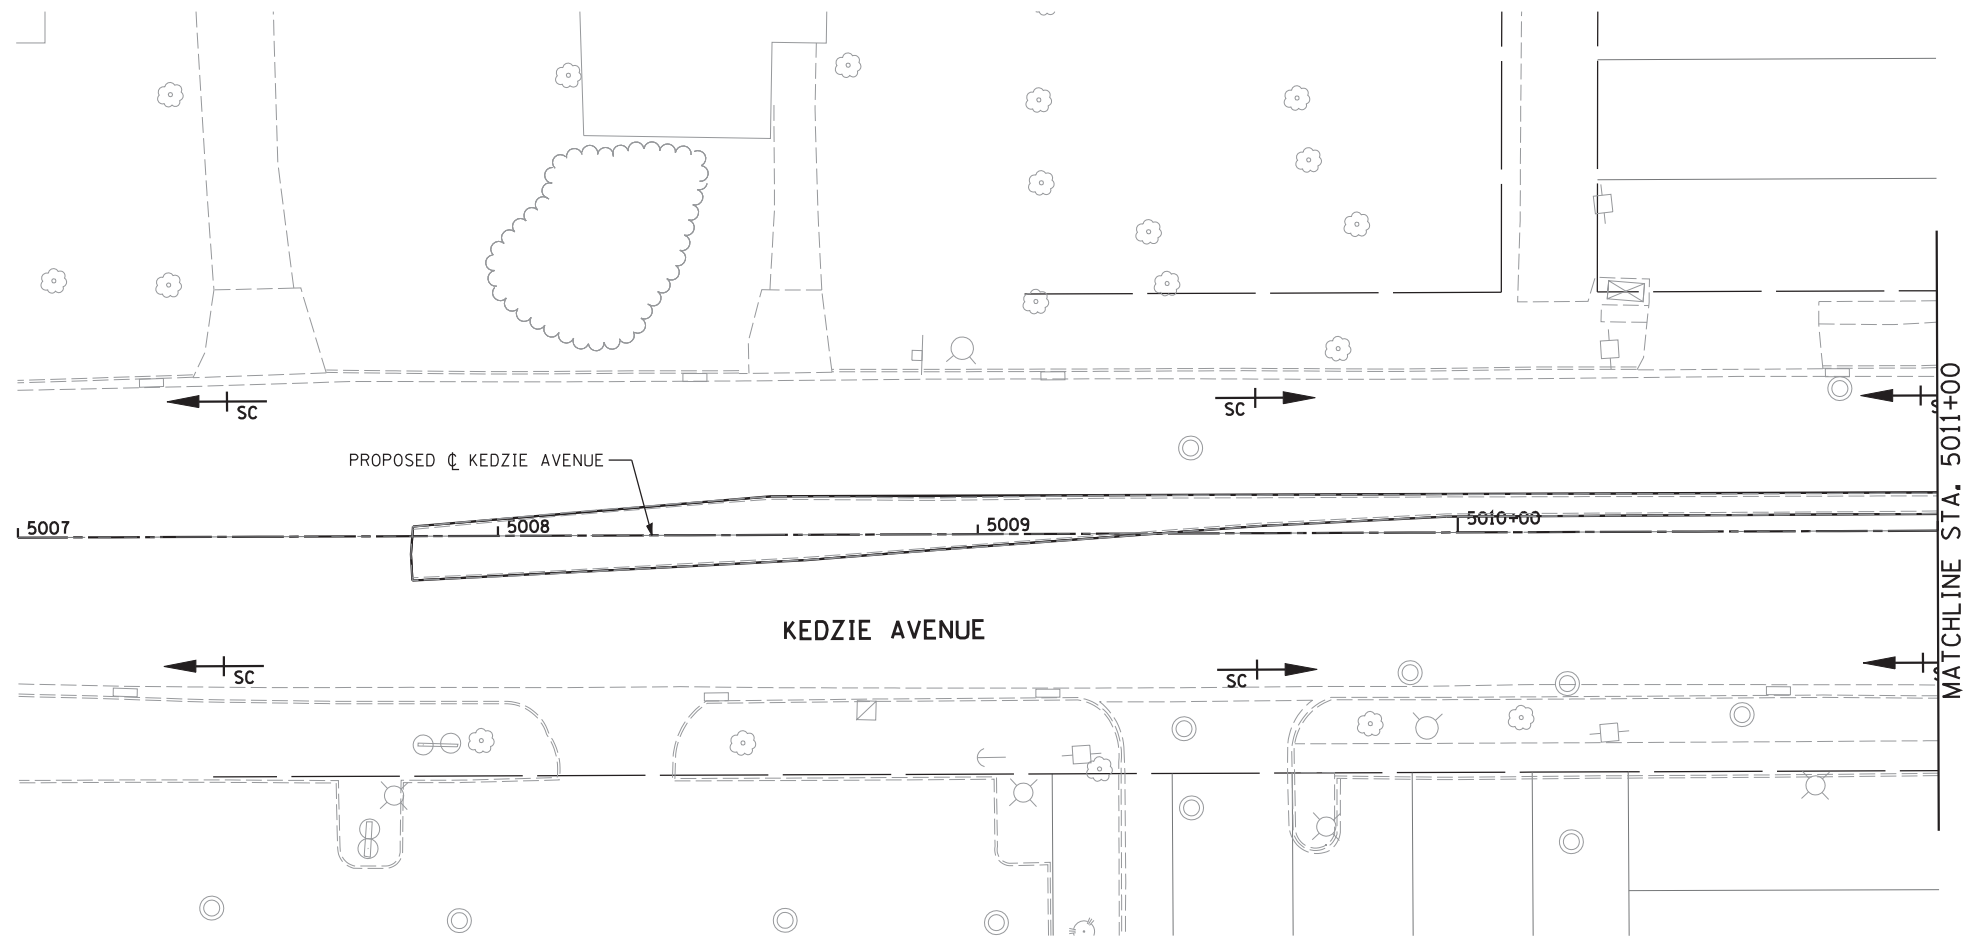 SC
SC
S
PROPOSED ℄ KEDZIE AVENUE
5007
5008
5009
5010+00
KEDZIE AVENUE
SC
SC
S
MATCHLINE STA. 5011+00